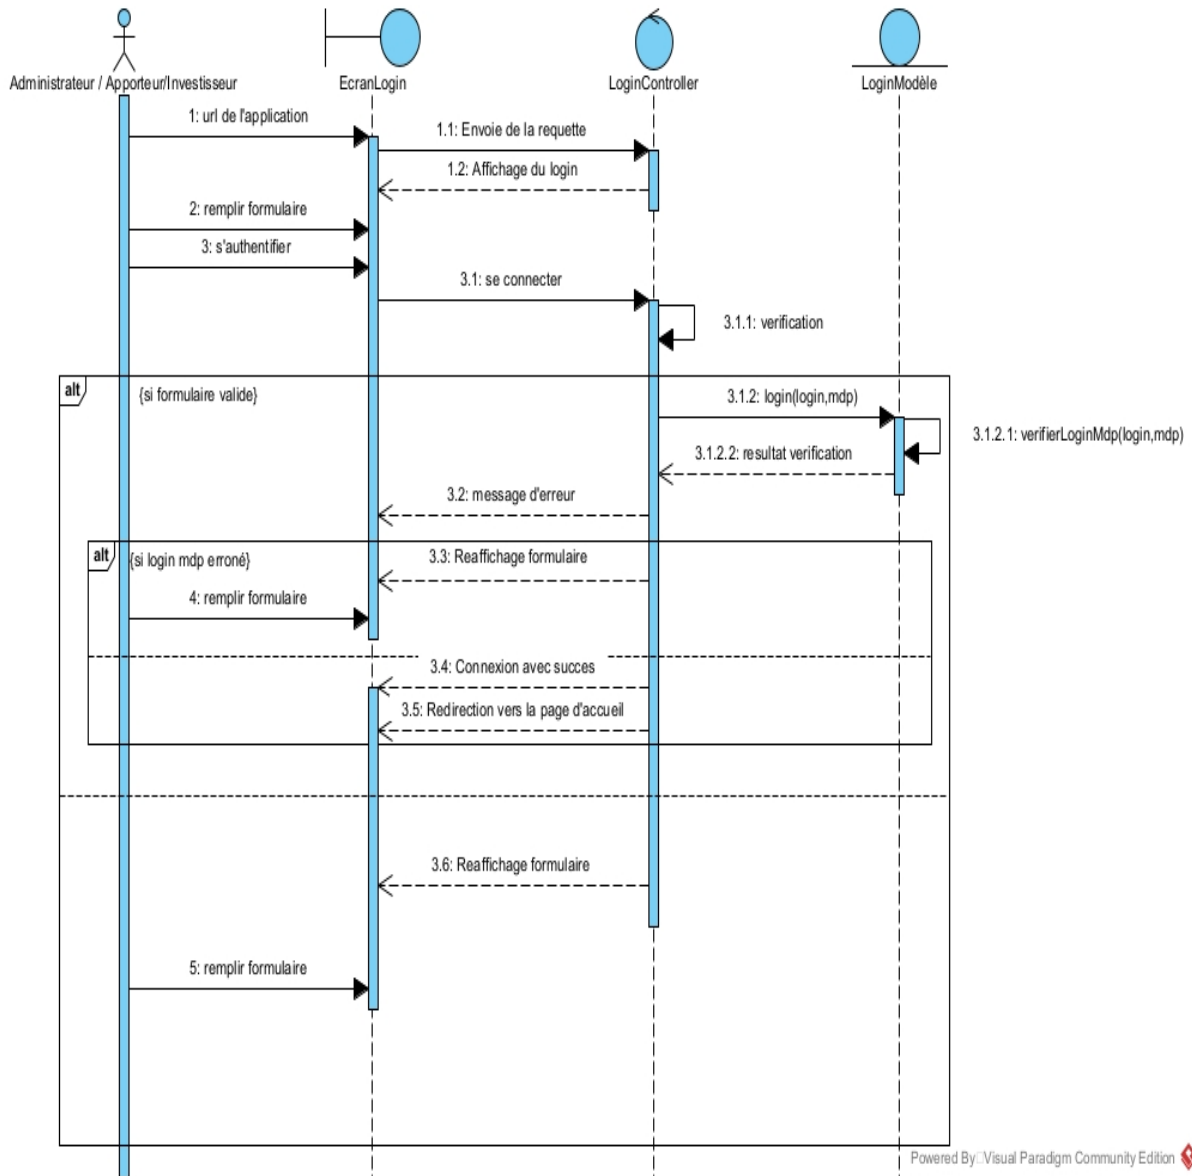 Administrateur / Apporteur/Investisseur
EcranLogin
LoginController
LoginModèle
1: url de l'application
1.1: Envoie de la requette
1.2: Affichage du login
2: remplir formulaire
3: s'authentifier
3.1: se connecter
3.1.1: verification
alt
{si formulaire valide}
3.1.2: login(login,mdp)
3.1.2.1: verifierLoginMdp(login,mdp)
3.1.2.2: resultat verification
3.2: message d'erreur
alt
{si login mdp erroné}
3.3: Reaffichage formulaire
4: remplir formulaire
3.4: Connexion avec succes
3.5: Redirection vers la page d'accueil
3.6: Reaffichage formulaire
5: remplir formulaire
Powered By Visual Paradigm Community Edition